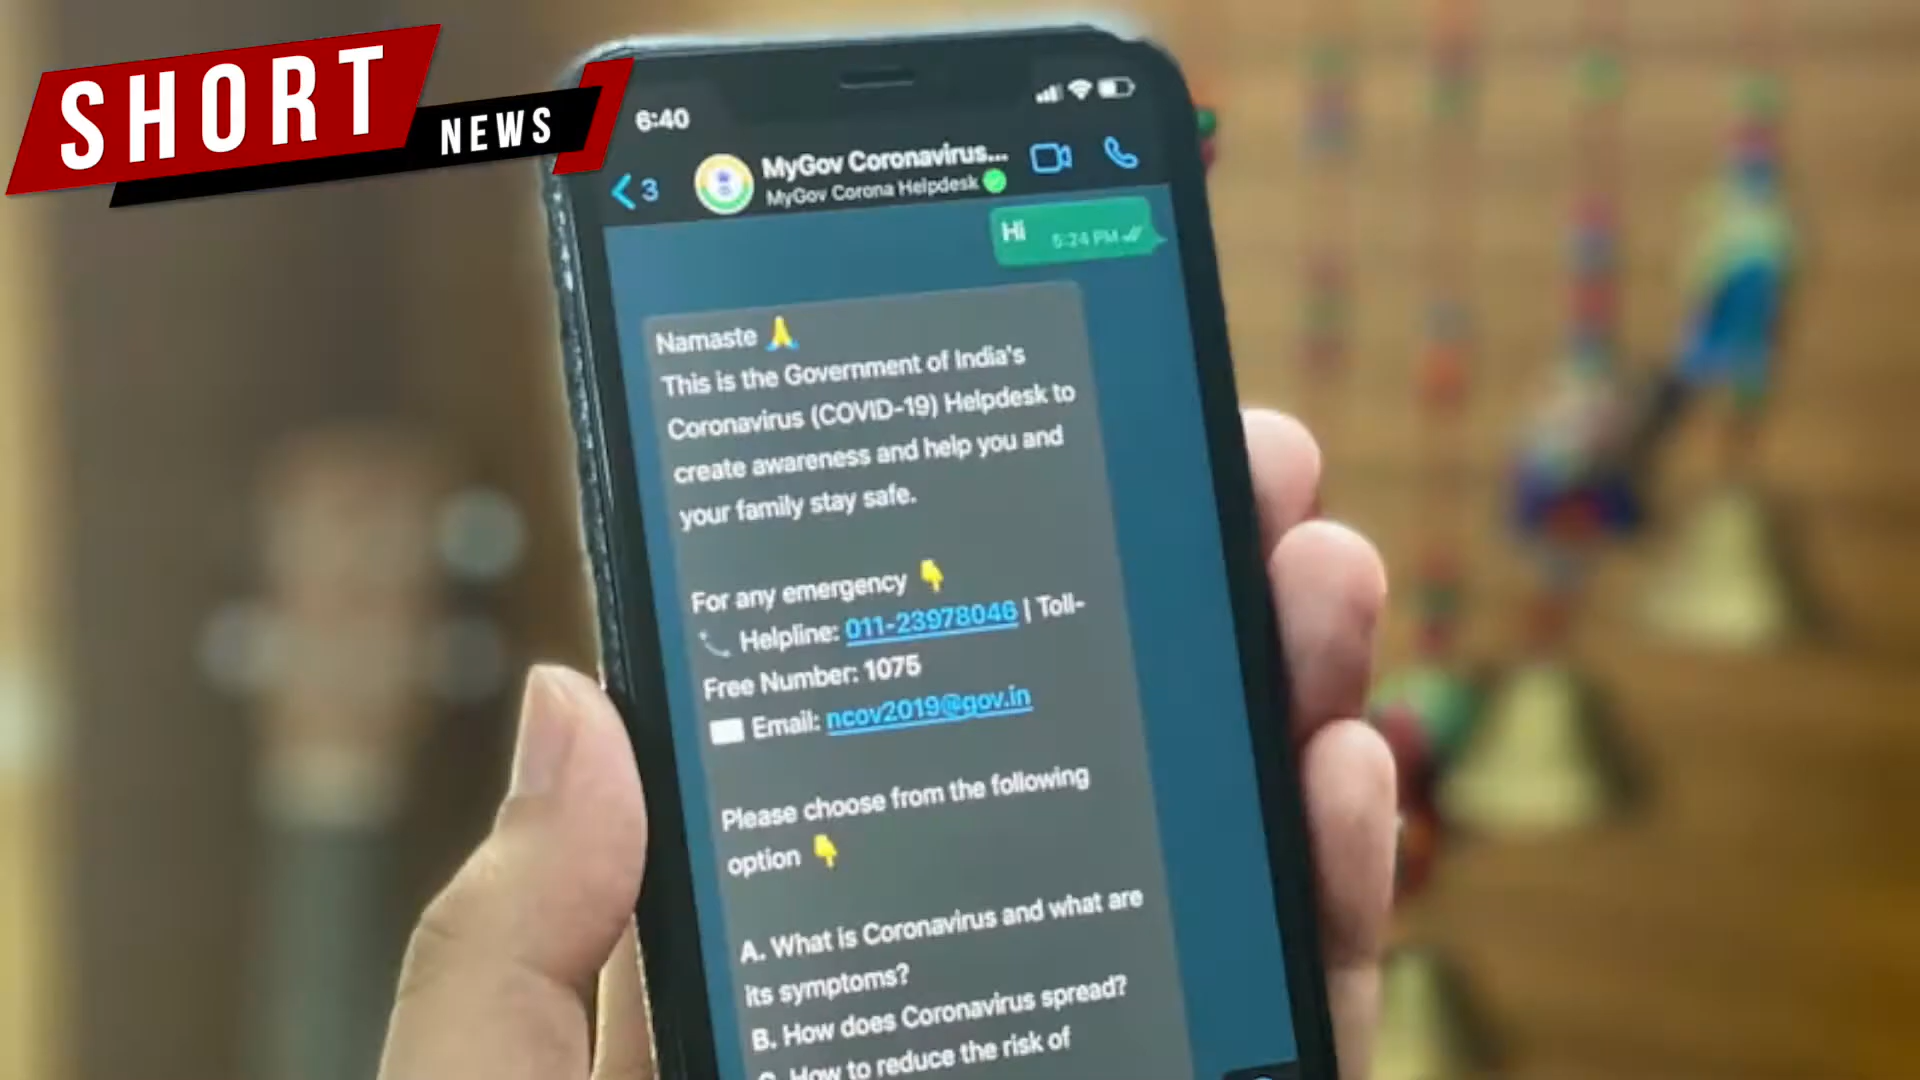 SHORT
NEWS
6:40
3
MyGov Coronavirus...
MyGov Corona Helpdesk
Hi
5:24 PM
Namaste 🙏
This is the Government of India's
Coronavirus (COVID-19) Helpdesk to
create awareness and help you and
your family stay safe.
For any emergency 👇
📞 Helpline: 011-23978046 | Toll-
Free Number: 1075
✉️ Email: ncov2019@gov.in
Please choose from the following
option 👇
A. What is Coronavirus and what are
its symptoms?
B. How does Coronavirus spread?
C. How to reduce the risk of